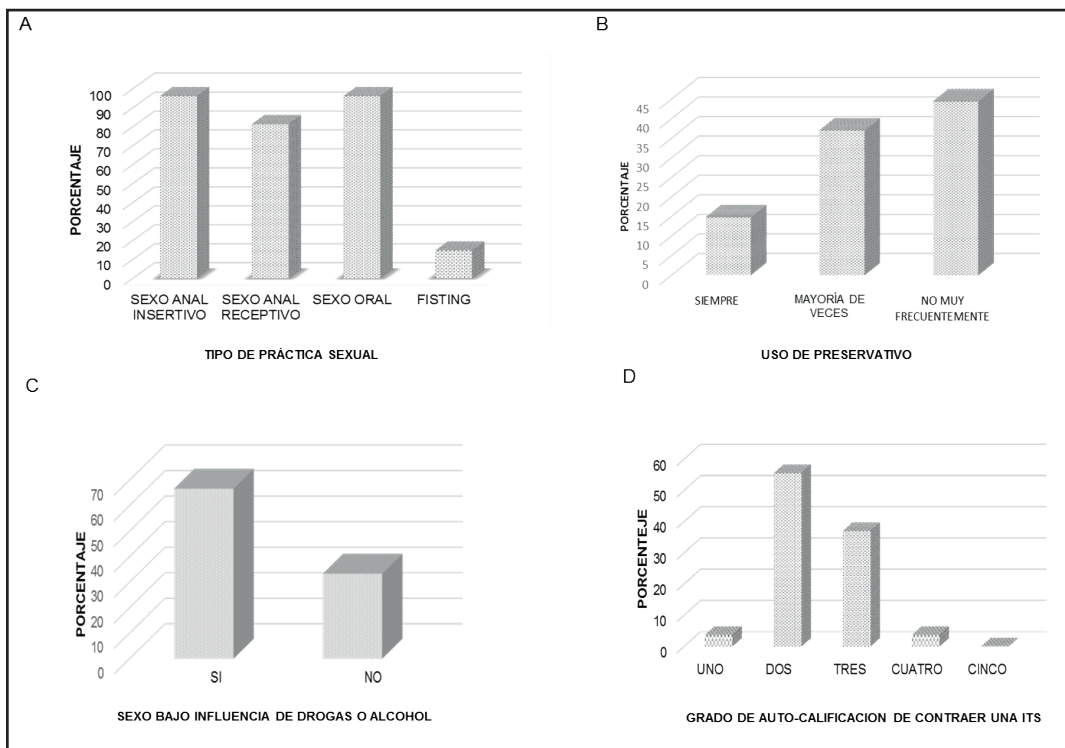 A
PORCENTAJE
100
90
80
70
60
50
40
30
20
10
0
SEXO ANAL INSERTIVO
SEXO ANAL RECEPTIVO
SEXO ORAL
FISTING
TIPO DE PRÁCTICA SEXUAL
B
PORCENTAJE
45
40
35
30
25
20
15
10
5
0
SIEMPRE
MAYORÍA DE VECES
NO MUY FRECUENTEMENTE
USO DE PRESERVATIVO
C
PORCENTAJE
70
60
50
40
30
20
10
0
SI
NO
SEXO BAJO INFLUENCIA DE DROGAS O ALCOHOL
D
PORCENTEJE
60
50
40
30
20
10
0
UNO
DOS
TRES
CUATRO
CINCO
GRADO DE AUTO-CALIFICACION DE CONTRAER UNA ITS